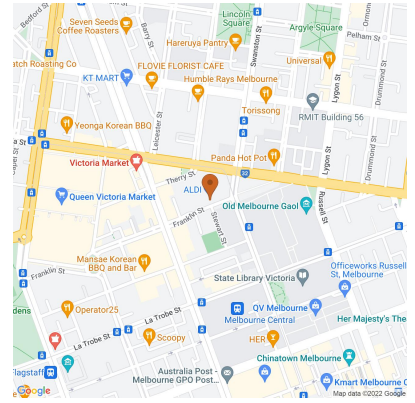 Bedford St
Seven Seeds
Coffee Roasters
Barry St
Lincoln
Square
Argyle Square
Pelham St
Hareruya Pantry
Swanston St
FLOVIE FLORIST CAFE
Universal
Lygon St
Drummond St
KT MART
Humble Rays Melbourne
Torissong
RMIT Building 56
Leicester St
Yeonga Korean BBQ
Lygon St
Drummond St
Victoria Market
Panda Hot Pot
Therry St
32
ALDI
Queen Victoria Market
Old Melbourne Gaol
Russell St
Franklin St
Stewart St
Mansae Korean
BBQ and Bar
Franklin St
State Library Victoria
Officeworks Russell
St, Melbourne
Operator25
QV Melbourne
Melbourne Central
La Trobe St
Her Majesty's The
Scoopy
HER
La Trobe St
Flagstaff
Chinatown Melbourne
Australia Post -
Melbourne GPO Post...
Kmart Melbourne C
Google
Map data ©2022 Google